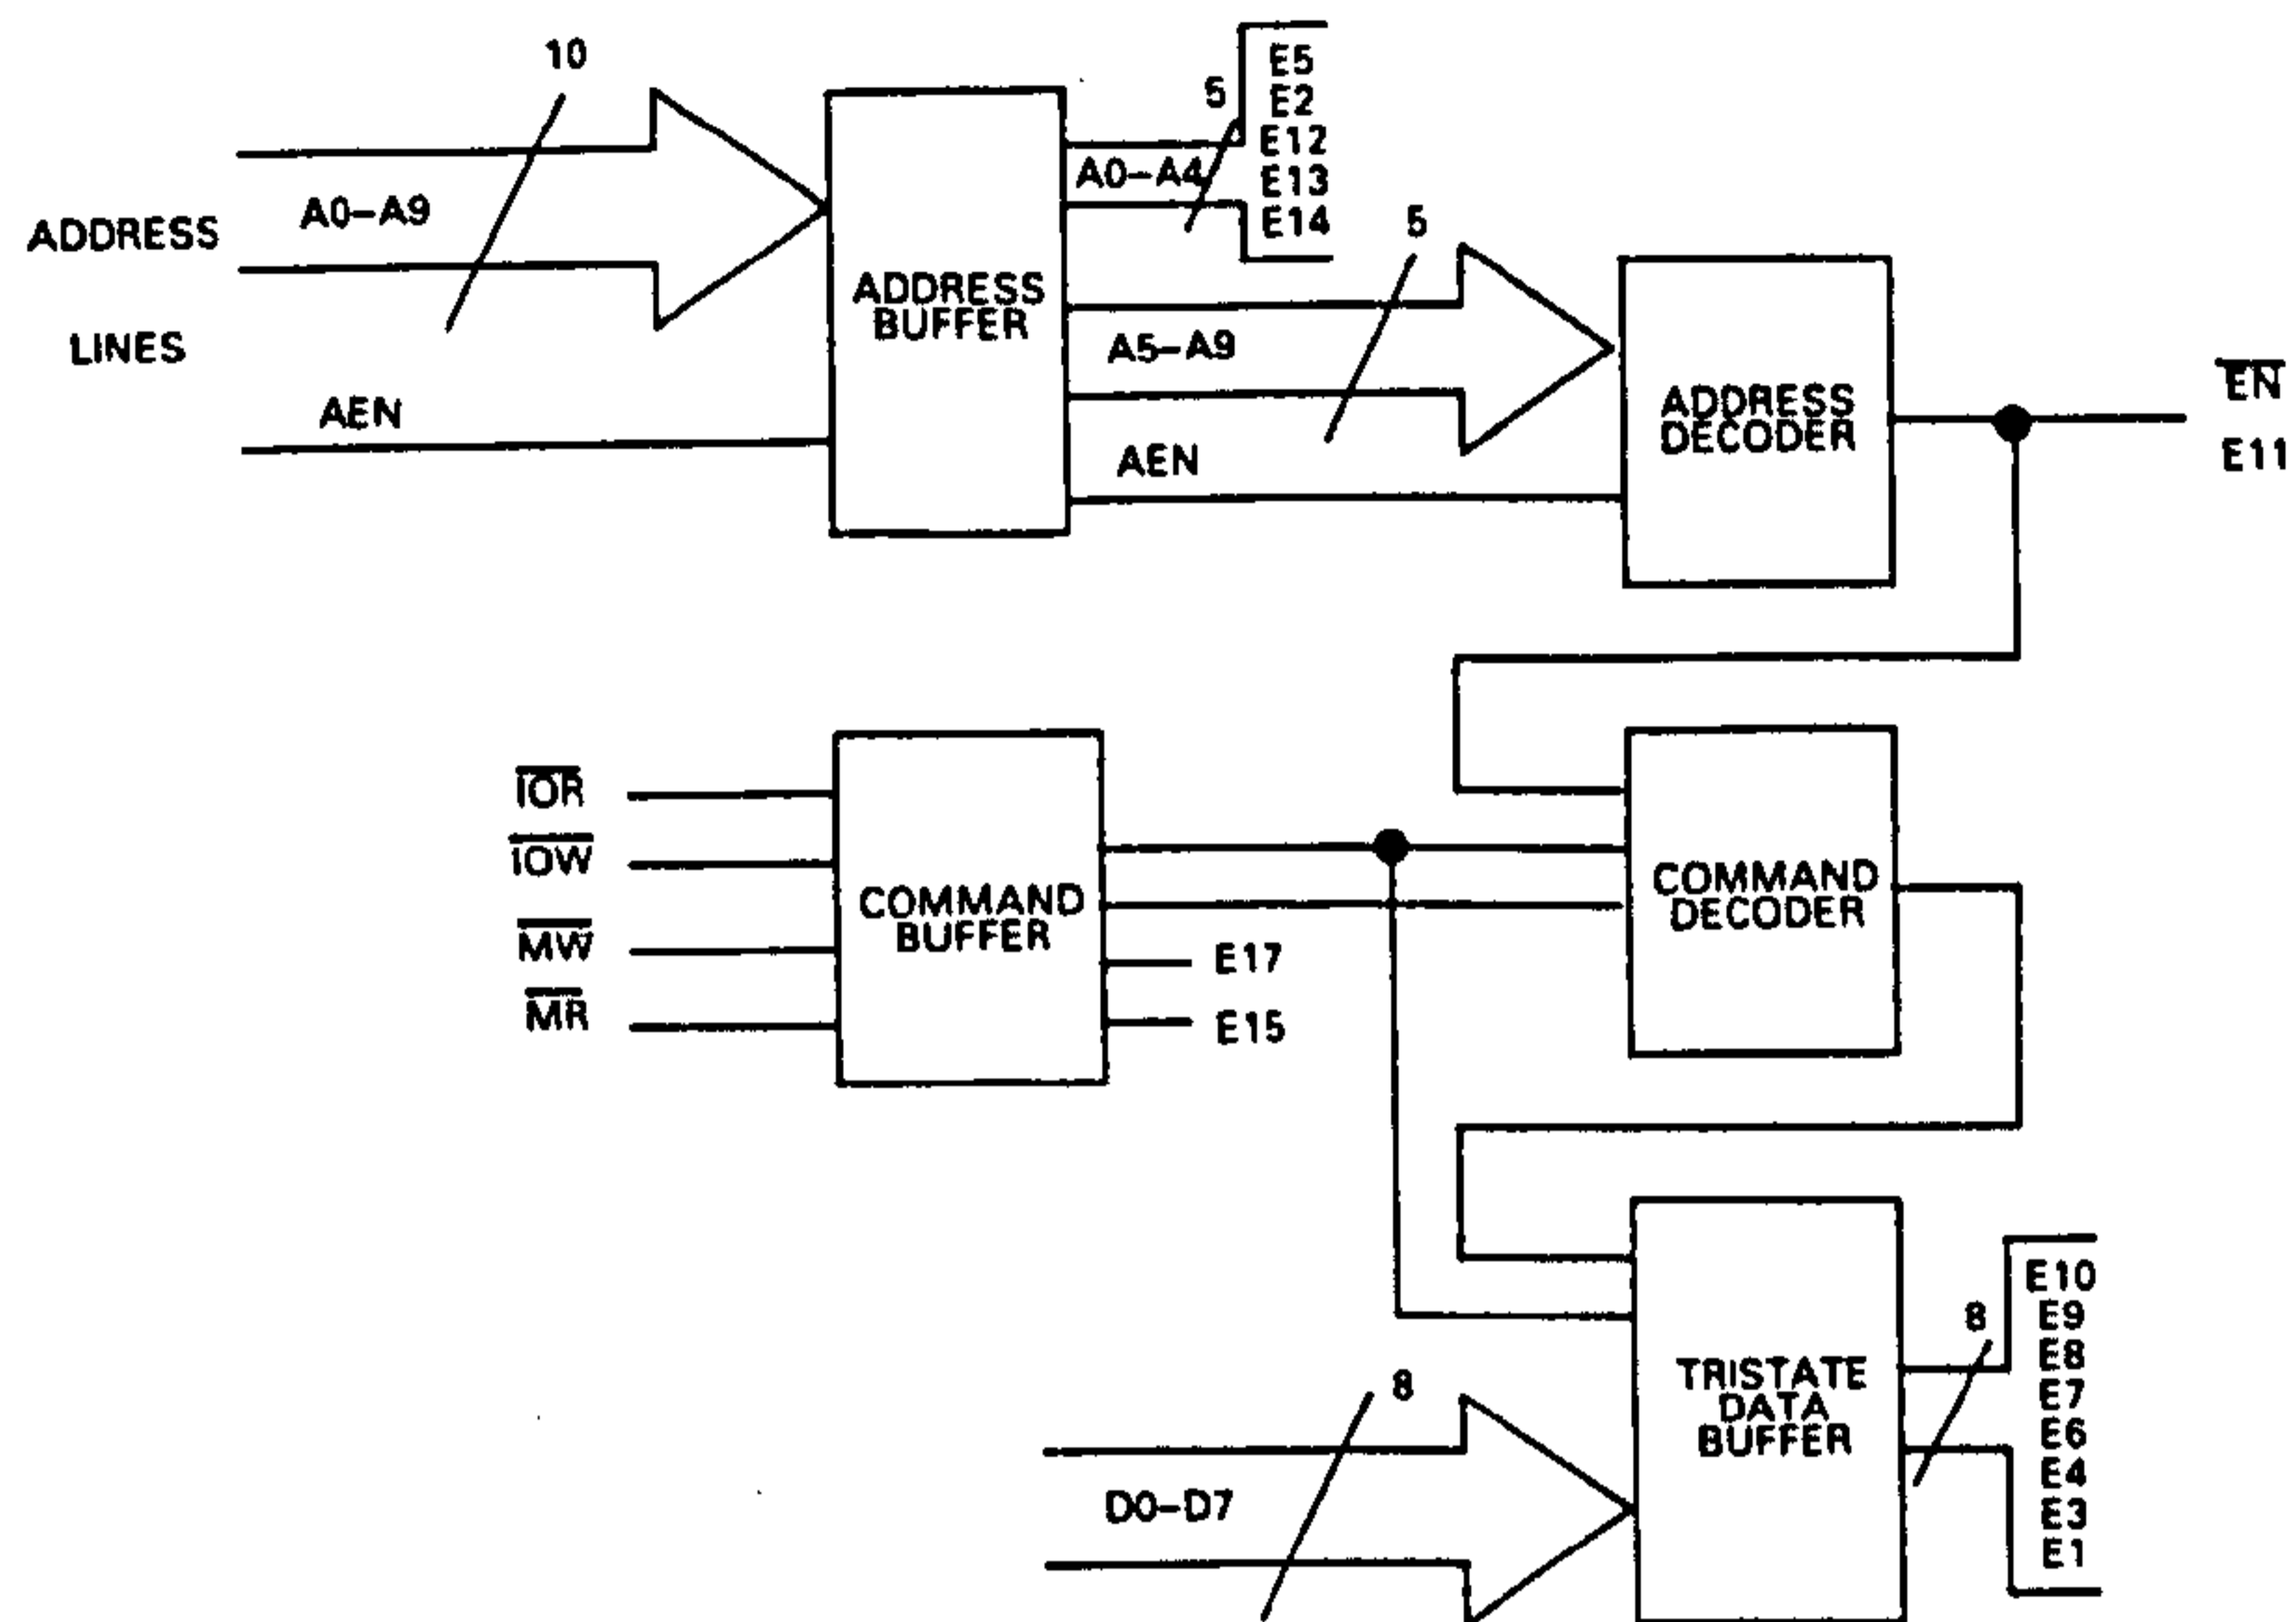 10
A0-A9
ADDRESS
LINES
AEN
ADDRESS
BUFFER
5
E5
E2
E12
E13
E14
A0-A4
5
A5-A9
AEN
ADDRESS
DECODER
EN
E11
IOR
IOW
MW
MR
COMMAND
BUFFER
E17
E15
COMMAND
DECODER
8
D0-D7
TRISTATE
DATA
BUFFER
8
E10
E9
E8
E7
E6
E4
E3
E1